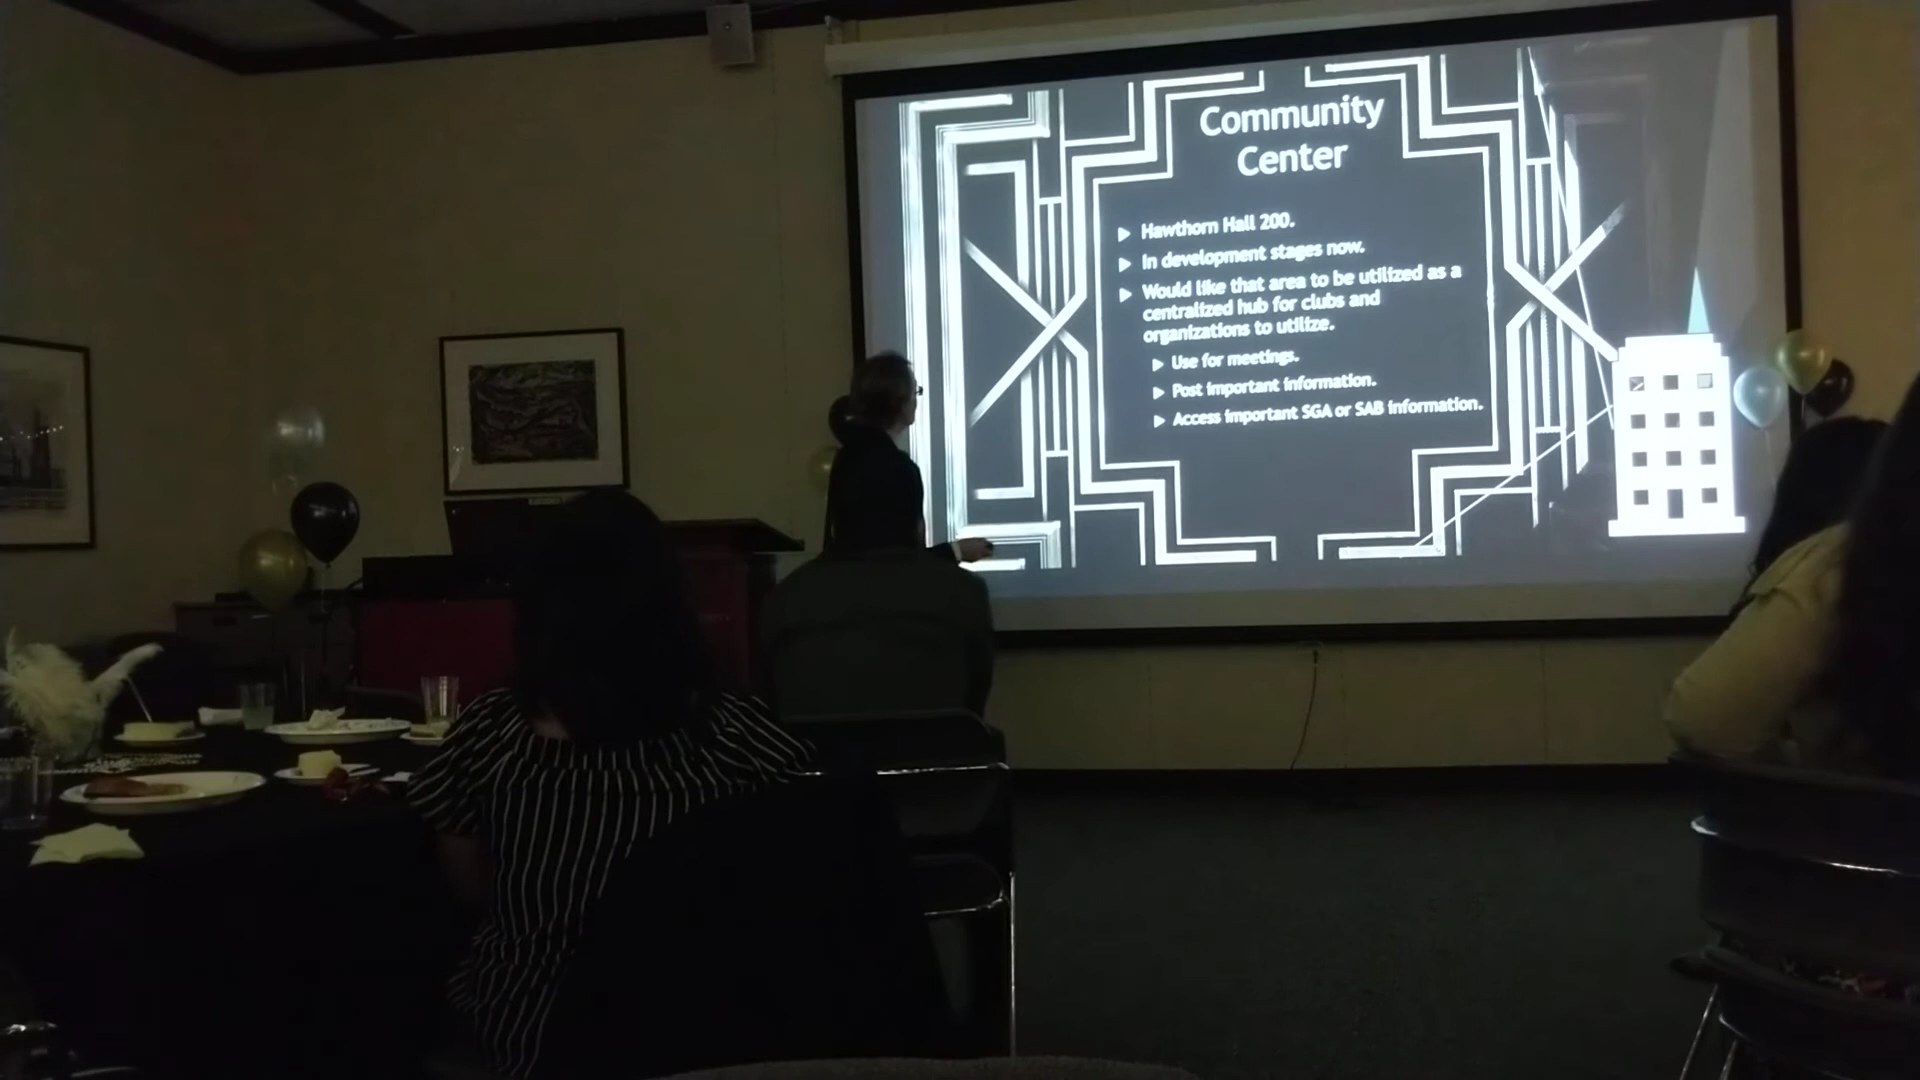 Community
Center
Hawthorn Hall 200.
In development stages now.
Would like that area to be utilized as a
centralized hub for clubs and
organizations to utilize.
Use for meetings.
Post important information.
Access important SGA or SAB information.